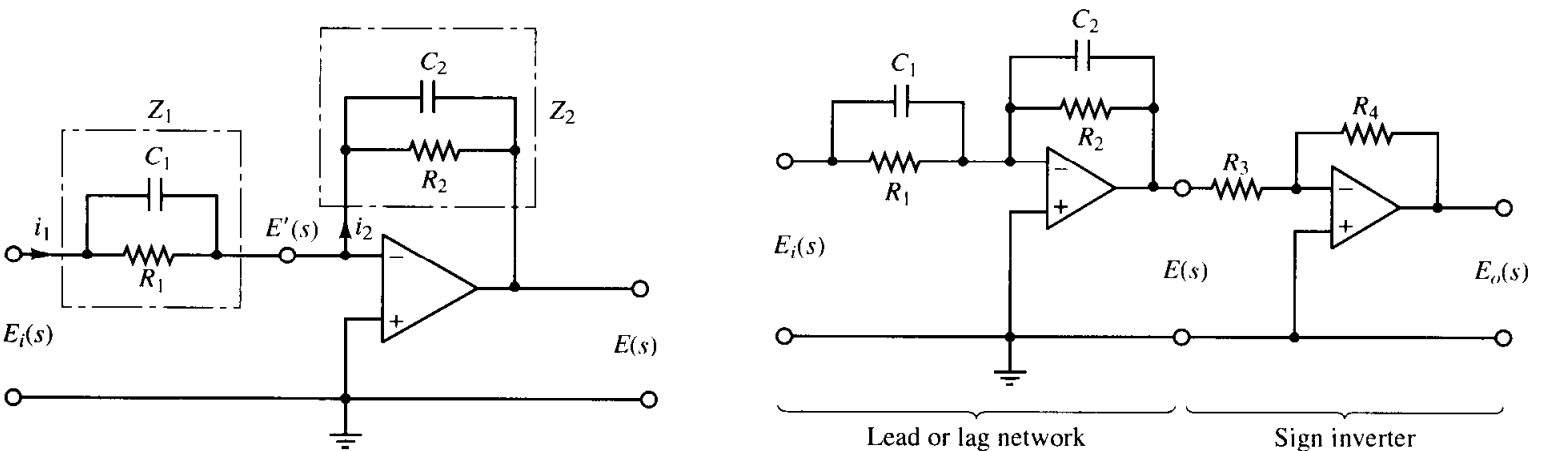 C₂
Z₂
R₂
Z₁
C₁
i₁
R₁
E'(s)
i₂
−
+
Eᵢ(s)
E(s)
C₂
R₂
C₁
R₁
−
+
Eᵢ(s)
R₄
R₃
−
+
E(s)
Eₒ(s)
Lead or lag network
Sign inverter